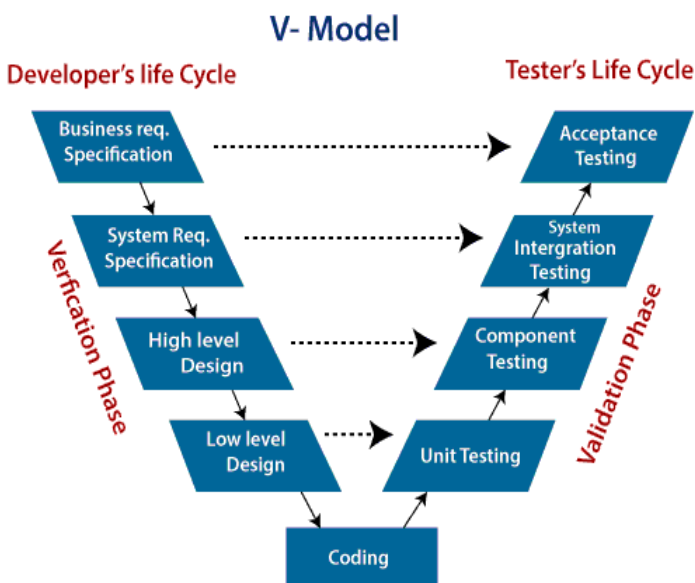 V- Model
Developer's life Cycle
Tester's Life Cycle
Business req.
Specification
Acceptance
Testing
System Req.
Specification
System
Intergration
Testing
Verfication Phase
Validation Phase
High level
Design
Component
Testing
Low level
Design
Unit Testing
Coding